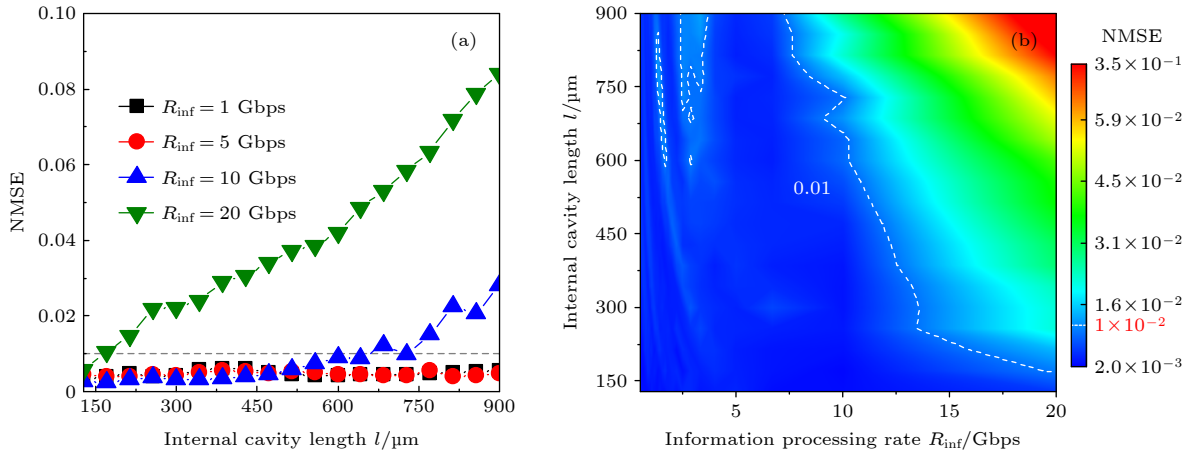 (a)
0.10
0.08
0.06
0.04
0.02
0
NMSE
R_inf = 1 Gbps
R_inf = 5 Gbps
R_inf = 10 Gbps
R_inf = 20 Gbps
150
300
450
600
750
900
Internal cavity length l/μm
(b)
900
750
600
450
300
150
Internal cavity length l/μm
0.01
5
10
15
20
Information processing rate R_inf/Gbps
NMSE
3.5×10⁻¹
5.9×10⁻²
4.5×10⁻²
3.1×10⁻²
1.6×10⁻²
1×10⁻²
2.0×10⁻³